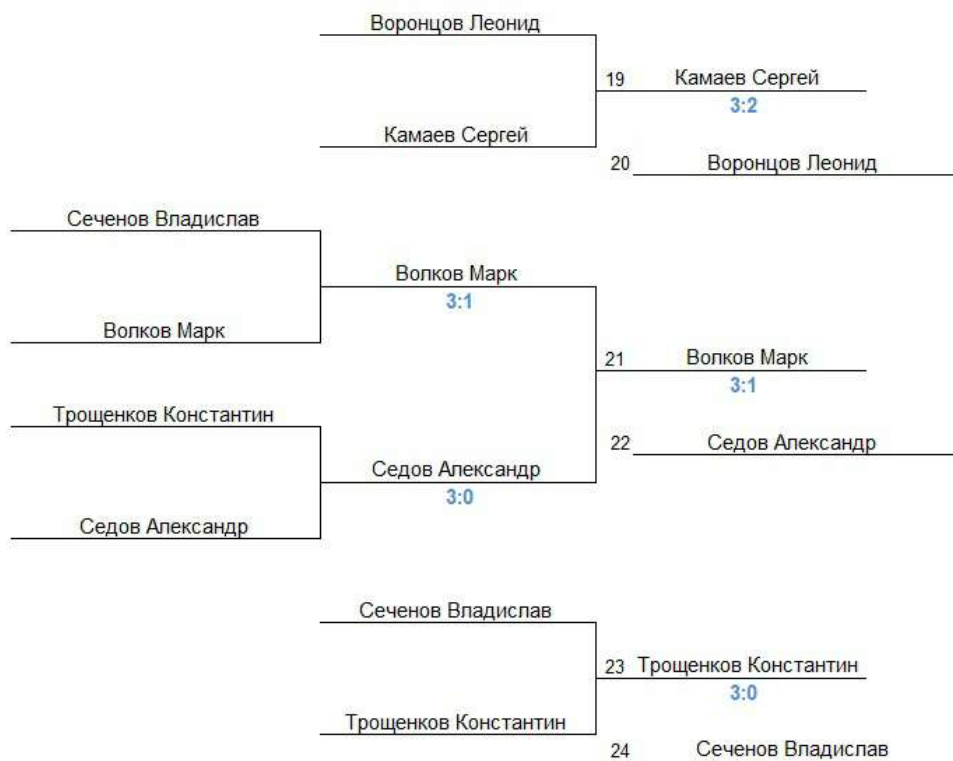 Воронцов Леонид
19 Камаев Сергей
3:2
Камаев Сергей
20 Воронцов Леонид
Сеченов Владислав
Волков Марк
3:1
Волков Марк
21 Волков Марк
3:1
Трощенков Константин
22 Седов Александр
Седов Александр
3:0
Седов Александр
Сеченов Владислав
23 Трощенков Константин
3:0
Трощенков Константин
24 Сеченов Владислав